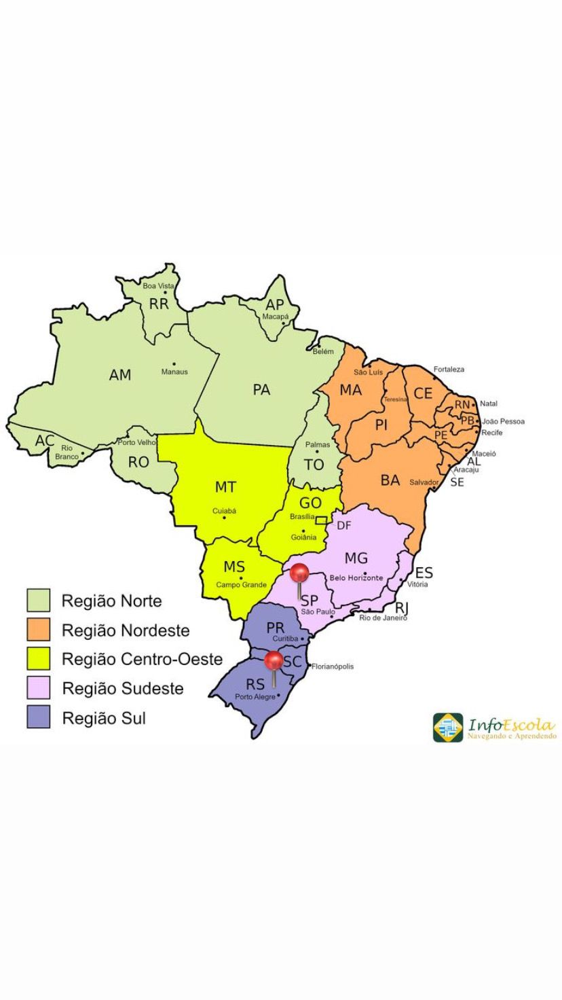 Boa Vista
RR
AP
Macapá
Belém
AM
Manaus
PA
São Luís
MA
Teresina
Fortaleza
CE
RN
Natal
PI
PB
João Pessoa
PE
Recife
AC
Rio
Branco
Porto Velho
RO
Palmas
TO
Maceió
AL
Aracaju
SE
BA
Salvador
MT
Cuiabá
GO
Brasília
DF
Goiânia
MG
Belo Horizonte
ES
Vitória
MS
Campo Grande
SP
São Paulo
RJ
Rio de Janeiro
PR
Curitiba
SC
Florianópolis
RS
Porto Alegre
Região Norte
Região Nordeste
Região Centro-Oeste
Região Sudeste
Região Sul
InfoEscola
Navegando e Aprendendo